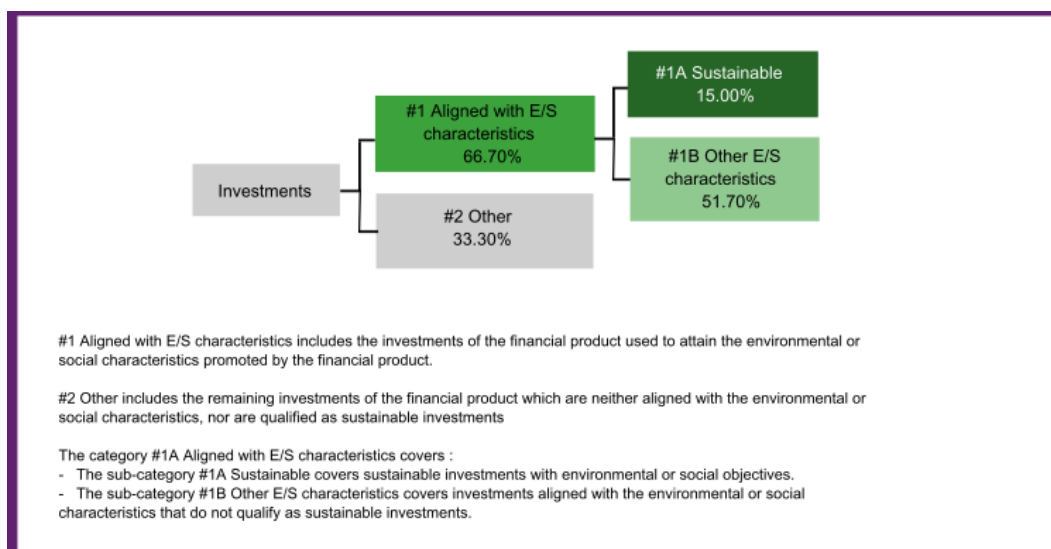 #1A Sustainable
15.00%
#1 Aligned with E/S
characteristics
66.70%
#1B Other E/S
characteristics
51.70%
Investments
#2 Other
33.30%
#1 Aligned with E/S characteristics includes the investments of the financial product used to attain the environmental or
social characteristics promoted by the financial product.
#2 Other includes the remaining investments of the financial product which are neither aligned with the environmental or
social characteristics, nor are qualified as sustainable investments
The category #1A Aligned with E/S characteristics covers :
- The sub-category #1A Sustainable covers sustainable investments with environmental or social objectives.
- The sub-category #1B Other E/S characteristics covers investments aligned with the environmental or social
characteristics that do not qualify as sustainable investments.